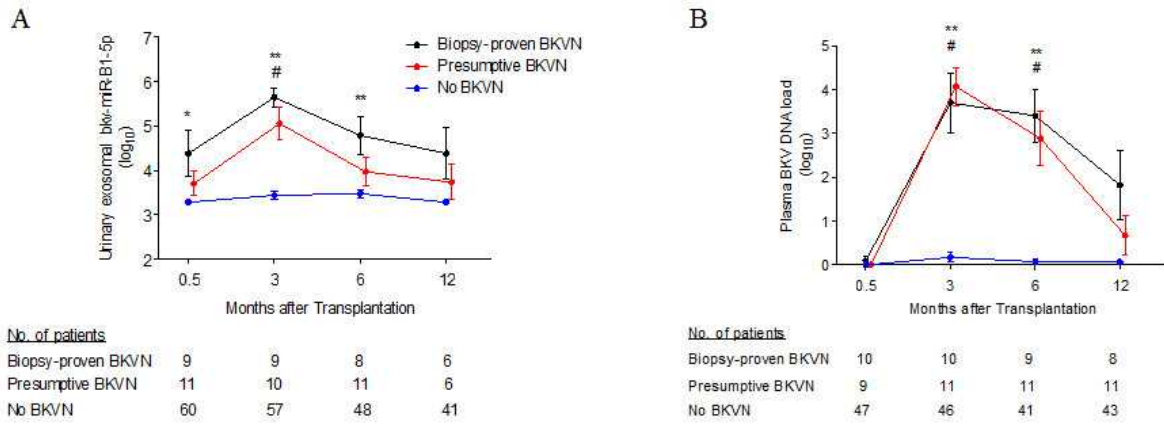 A
Urinary exosomal bkv-miR-B1-5p
(log10)
7
6
5
4
3
2
*
**
#
**
Biopsy-proven BKVN
Presumptive BKVN
No BKVN
0.5 3 6 12
Months after Transplantation
No. of patients
Biopsy-proven BKVN 9 9 8 6
Presumptive BKVN 11 10 11 6
No BKVN 60 57 48 41
B
Plasma BKV DNA load
(log10)
5
4
3
2
1
0
**
#
**
#
0.5 3 6 12
Months after Transplantation
No. of patients
Biopsy-proven BKVN 10 10 9 8
Presumptive BKVN 9 11 11 11
No BKVN 47 46 41 43